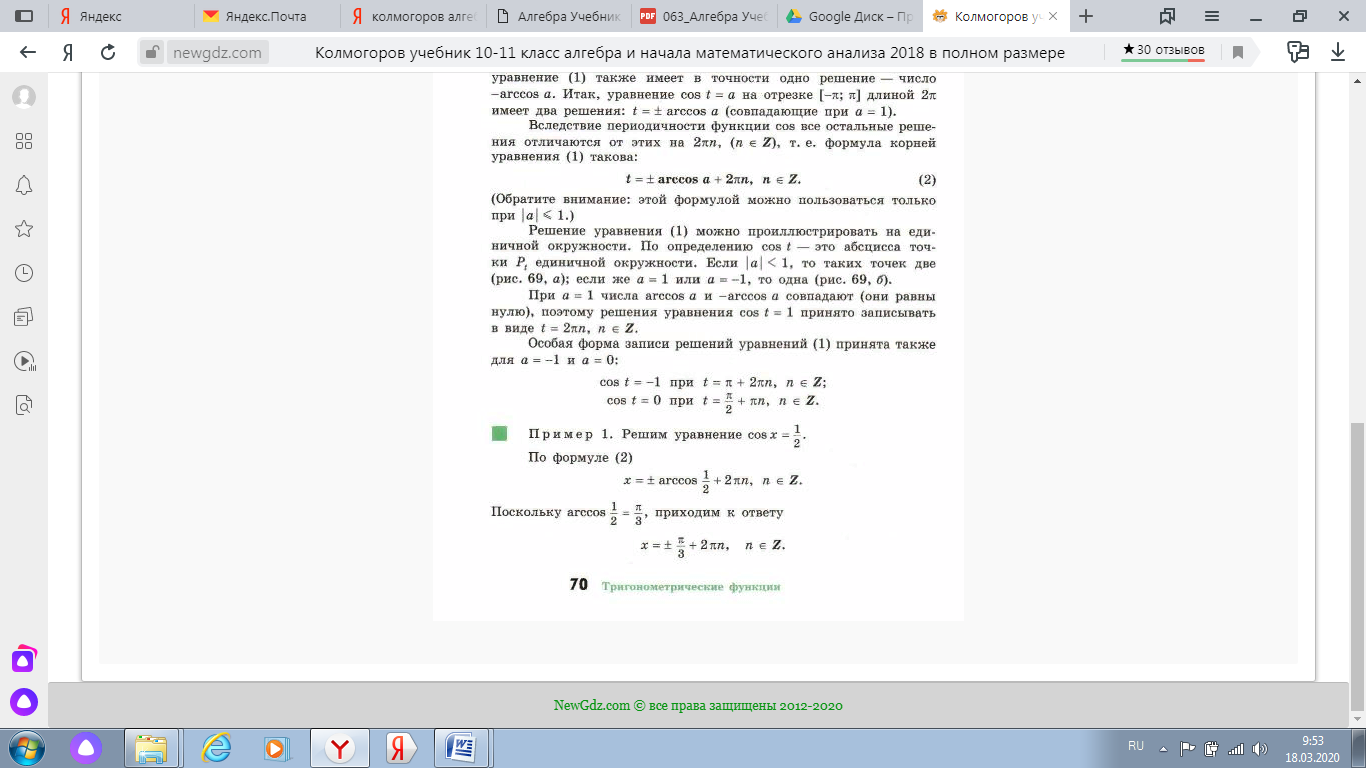 Яндекс
Яндекс.Почта
колмогоров алге
Алгебра Учебник
063_Алгебра Учеб
Google Диск – Пр
Колмогоров уч
newgdz.com
Колмогоров учебник 10-11 класс алгебра и начала математического анализа 2018 в полном размере
★30 отзывов
уравнение (1) также имеет в точности одно решение — число
–arccos a. Итак, уравнение cos t = a на отрезке [–π; π] длиной 2π
имеет два решения: t = ± arccos a (совпадающие при a = 1).
Вследствие периодичности функции cos все остальные реше-
ния отличаются от этих на 2πn, (n ∈ Z), т. е. формула корней
уравнения (1) такова:
t = ± arccos a + 2πn, n ∈ Z. (2)
(Обратите внимание: этой формулой можно пользоваться только
при |a| ⩽ 1.)
Решение уравнения (1) можно проиллюстрировать на еди-
ничной окружности. По определению cos t — это абсцисса точ-
ки Pt единичной окружности. Если |a| < 1, то таких точек две
(рис. 69, а); если же a = 1 или a = –1, то одна (рис. 69, б).
При a = 1 числа arccos a и –arccos a совпадают (они равны
нулю), поэтому решения уравнения cos t = 1 принято записывать
в виде t = 2πn, n ∈ Z.
Особая форма записи решений уравнений (1) принята также
для a = –1 и a = 0:
cos t = –1 при t = π + 2πn, n ∈ Z;
cos t = 0 при t = π/2 + πn, n ∈ Z.
Пример 1. Решим уравнение cos x = 1/2.
По формуле (2)
x = ± arccos 1/2 + 2πn, n ∈ Z.
Поскольку arccos 1/2 = π/3, приходим к ответу
x = ± π/3 + 2πn, n ∈ Z.
70 Тригонометрические функции
NewGdz.com © все права защищены 2012-2020
RU
9:53
18.03.2020